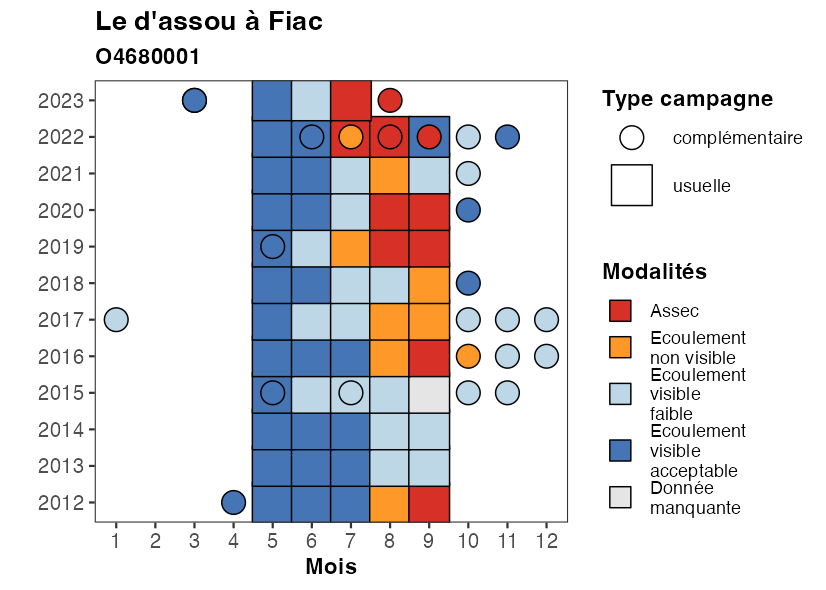 Le d'assou à Fiac
O4680001
2023
2022
2021
2020
2019
2018
2017
2016
2015
2014
2013
2012
1 2 3 4 5 6 7 8 9 10 11 12
Mois
Type campagne
complémentaire
usuelle
Modalités
Assec
Ecoulement
non visible
Ecoulement
visible
faible
Ecoulement
visible
acceptable
Donnée
manquante